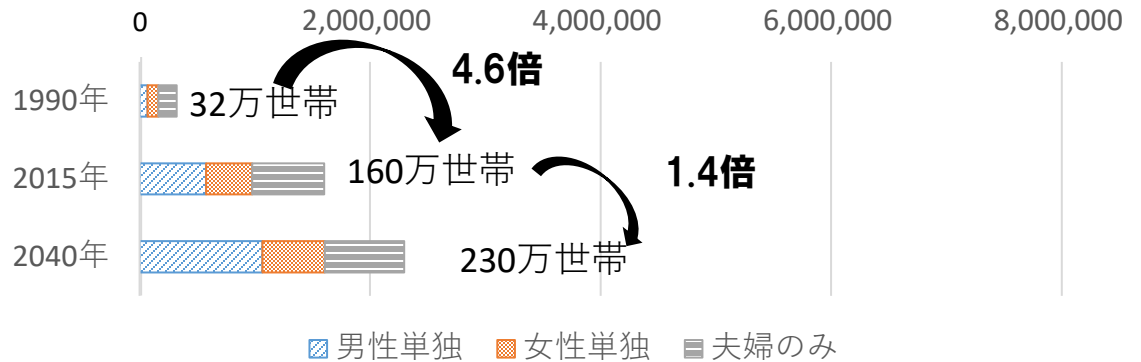 0 2,000,000 4,000,000 6,000,000 8,000,000
4.6倍
1990年 32万世帯
2015年 160万世帯 1.4倍
2040年 230万世帯
男性単独 女性単独 夫婦のみ